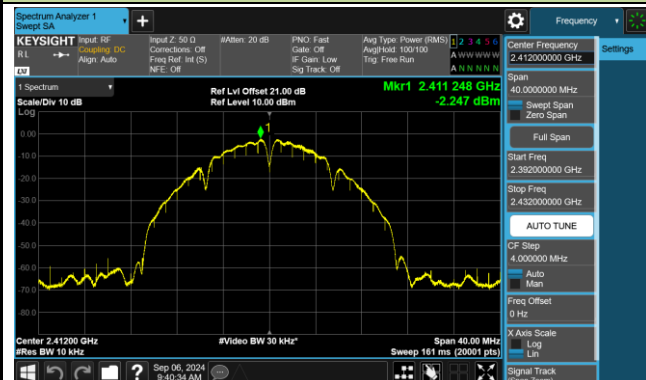 Spectrum Analyzer 1
Swept SA
+
Frequency
KEYSIGHT
RL
LXI
Input: RF
Coupling: DC
Align: Auto
Input Z: 50 Ω
Corrections: Off
Freq Ref: Int (S)
NFE: Off
#Atten: 20 dB
PNO: Fast
Gate: Off
IF Gain: Low
Sig Track: Off
Avg Type: Power (RMS)
Avg|Hold: 100/100
Trig: Free Run
1 2 3 4 5 6
A W W W W W
A N N N N N
1 Spectrum
Scale/Div 10 dB
Log
Ref Lvl Offset 21.00 dB
Ref Level 10.00 dBm
Mkr1 2.411 248 GHz
-2.247 dBm
1
0.00
-10.0
-20.0
-30.0
-40.0
-50.0
-60.0
-70.0
-80.0
Center 2.41200 GHz
#Res BW 10 kHz
#Video BW 30 kHz*
Span 40.00 MHz
Sweep 161 ms (20001 pts)
Sep 06, 2024
9:40:34 AM
?
Center Frequency
2.412000000 GHz
Settings
Span
40.0000000 MHz
Swept Span
Zero Span
Full Span
Start Freq
2.392000000 GHz
Stop Freq
2.432000000 GHz
AUTO TUNE
CF Step
4.000000 MHz
Auto
Man
Freq Offset
0 Hz
X Axis Scale
Log
Lin
Signal Track
(Span Zoom)